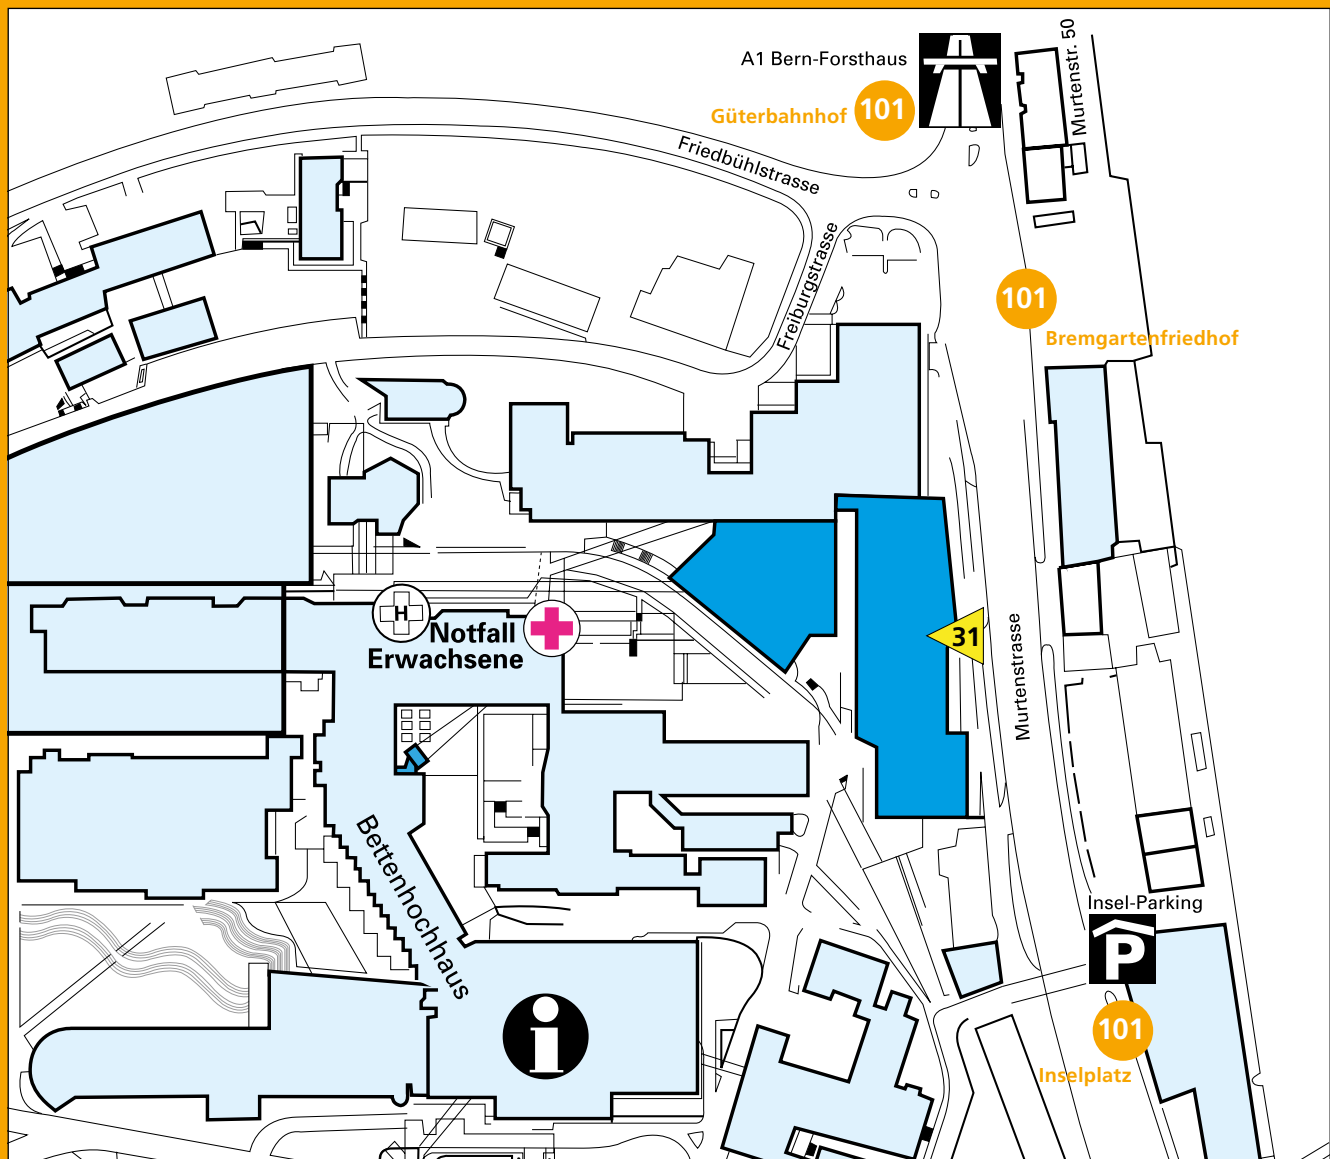 Murtenstr. 50
A1 Bern-Forsthaus
Güterbahnhof 101
Friedbühlstrasse
Freiburgstrasse
101
Bremgartenfriedhof
H
Notfall
Erwachsene
31
Murtenstrasse
Bettenhochhaus
Insel-Parking
P
i
101
Inselplatz